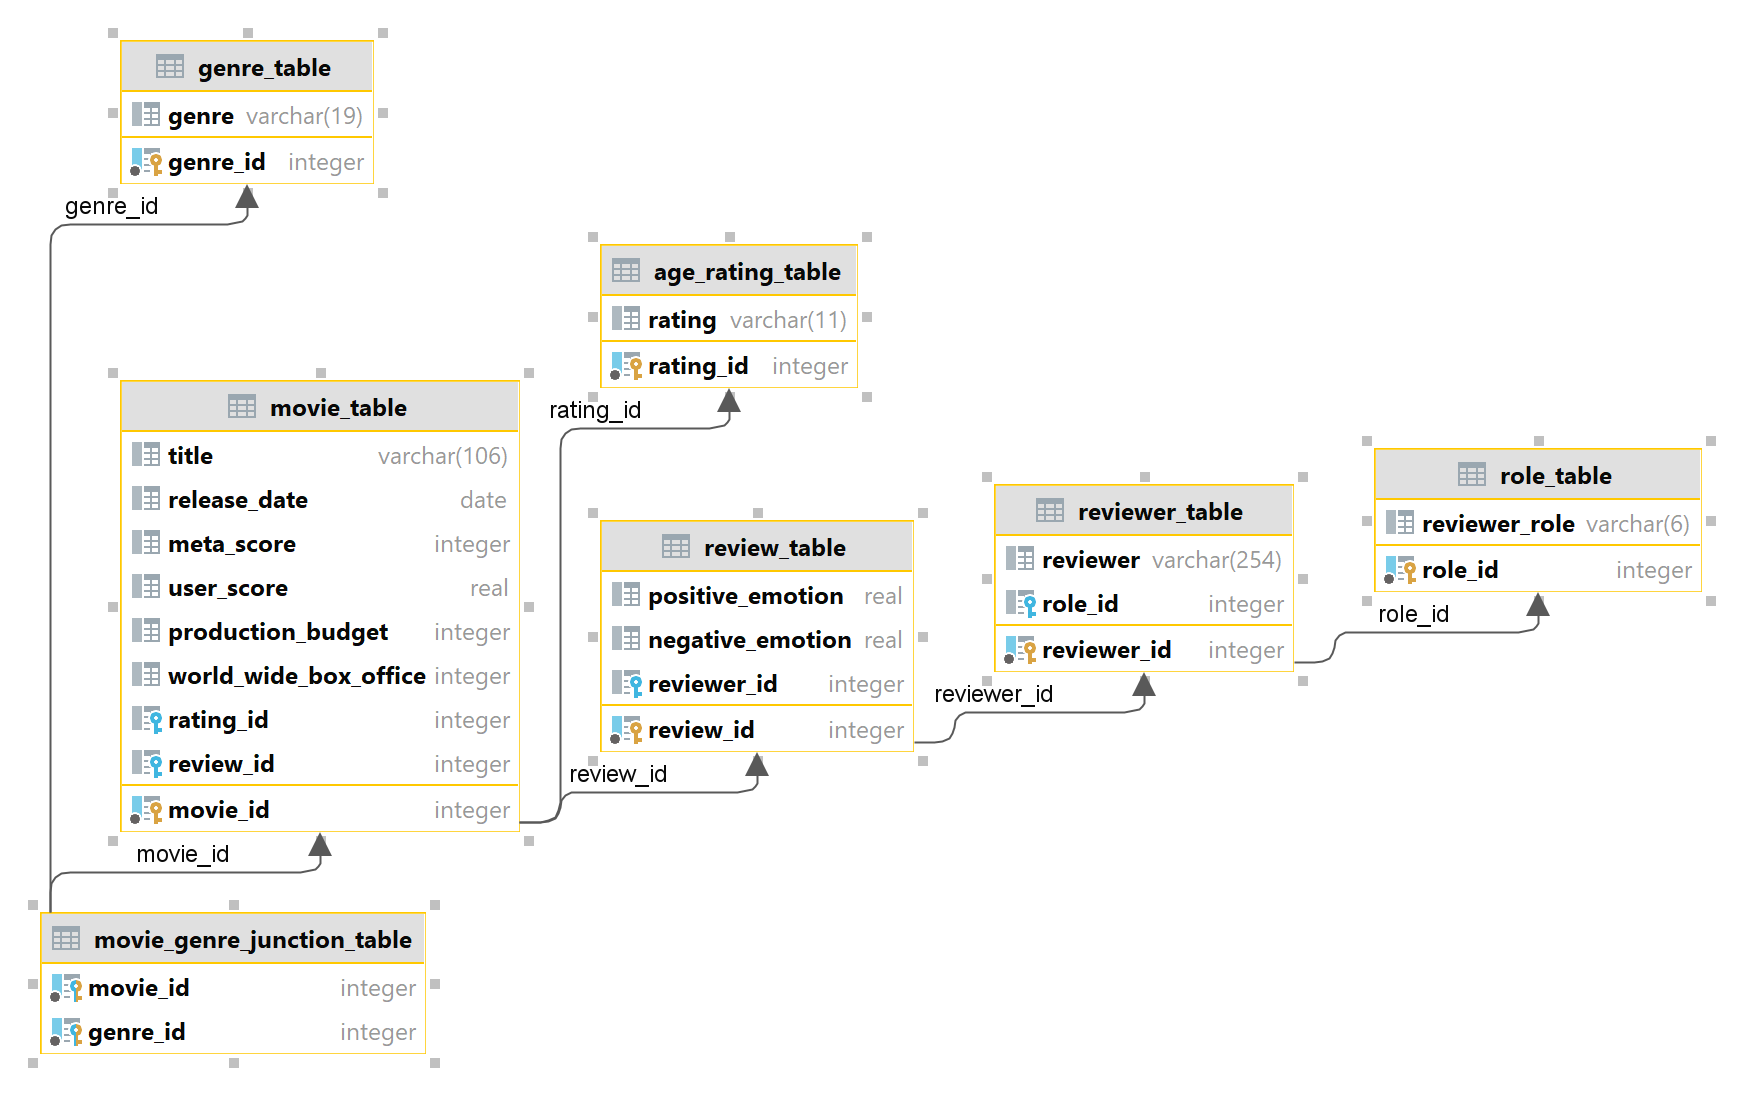 genre_table
genre varchar(19)
genre_id integer
genre_id
age_rating_table
rating varchar(11)
rating_id integer
rating_id
movie_table
title varchar(106)
release_date date
meta_score integer
user_score real
production_budget integer
world_wide_box_office integer
rating_id integer
review_id integer
movie_id integer
movie_id
review_table
positive_emotion real
negative_emotion real
reviewer_id integer
review_id integer
review_id
reviewer_table
reviewer varchar(254)
role_id integer
reviewer_id integer
reviewer_id
role_table
reviewer_role varchar(6)
role_id integer
role_id
movie_genre_junction_table
movie_id integer
genre_id integer